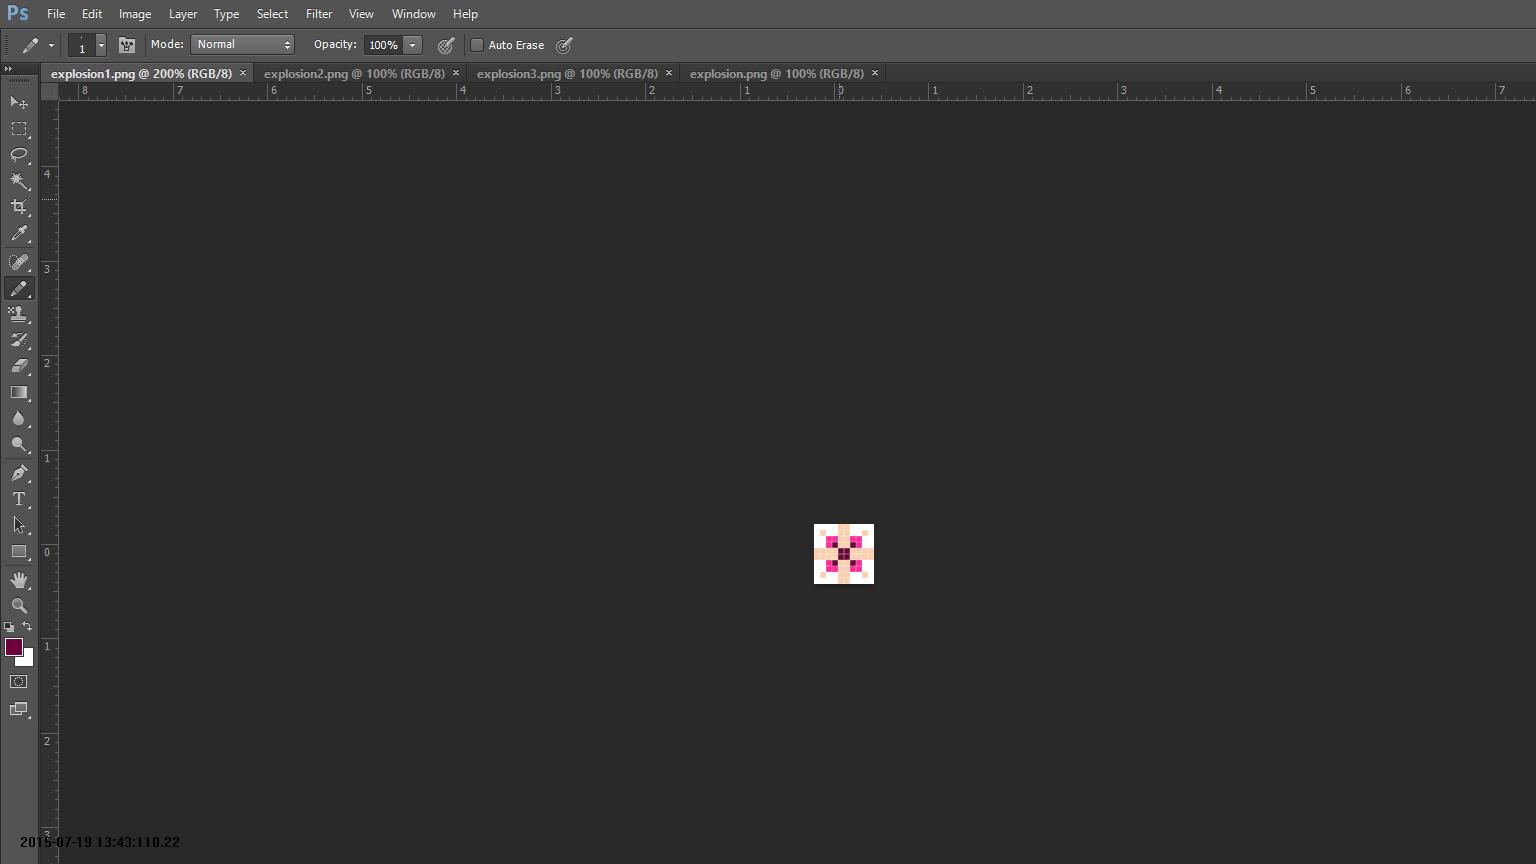 Ps File Edit Image Layer Type Select Filter View Window Help
1 Mode: Normal Opacity: 100% Auto Erase
explosion1.png @ 200% (RGB/8) × explosion2.png @ 100% (RGB/8) × explosion3.png @ 100% (RGB/8) × explosion.png @ 100% (RGB/8) ×
8 7 6 5 4 3 2 1 0 1 2 3 4 5 6 7
4
3
2
1
T
0
1
2
3
2015-07-19 13:43:110.22